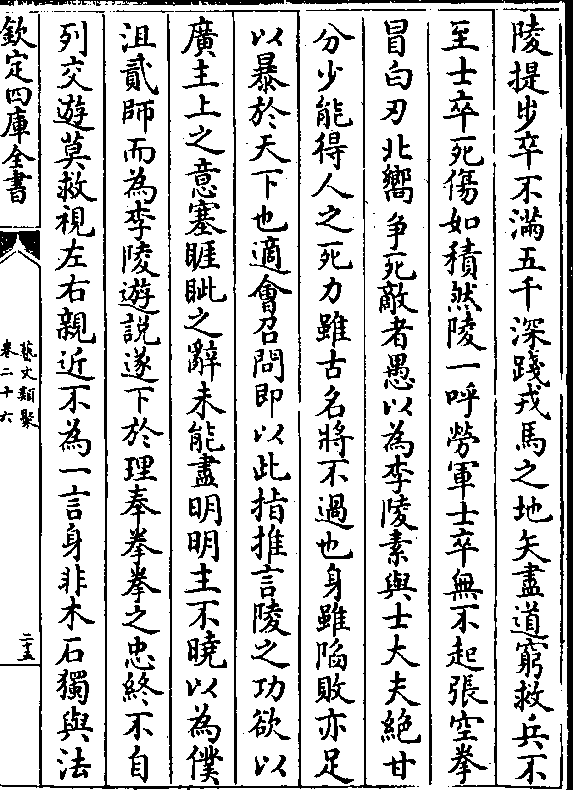 陵提步卒不滿五千深踐戎馬之地矢盡道窮救兵不
至士卒死傷如積然陵一呼勞軍士卒無不起張空拳
冒白刃北嚮争死敵者愚以為李陵素與士大夫絶甘
分少能得人之死力雖古名將不過也身雖陷敗亦足
以暴於天下也適會召問即以此指推言陵之功欲以
廣主上之意塞睚眦之辭未能盡明明主不曉以為僕
沮貳師而為李陵遊說遂下於理奉拳拳之忠終不自
列交遊莫救視左右親近不為一言身非木石獨與法
欽定四庫全書
藝文類聚
卷二十六
二十五